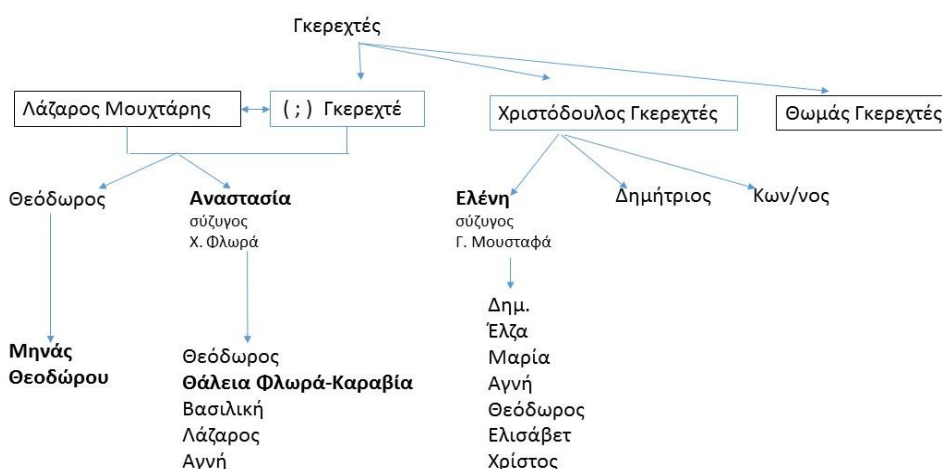 Γκερεχτές
Λάζαρος Μουχτάρης
( ; ) Γκερεχτέ
Χριστόδουλος Γκερεχτές
Θωμάς Γκερεχτές
Θεόδωρος
Αναστασία
σύζυγος
Χ. Φλωρά
Ελένη
σύζυγος
Γ. Μουσταφά
Δημήτριος
Κων/νος
Μηνάς
Θεοδώρου
Θεόδωρος
Θάλεια Φλωρά-Καραβία
Βασιλική
Λάζαρος
Αγνή
Δημ.
Έλζα
Μαρία
Αγνή
Θεόδωρος
Ελισάβετ
Χρίστος